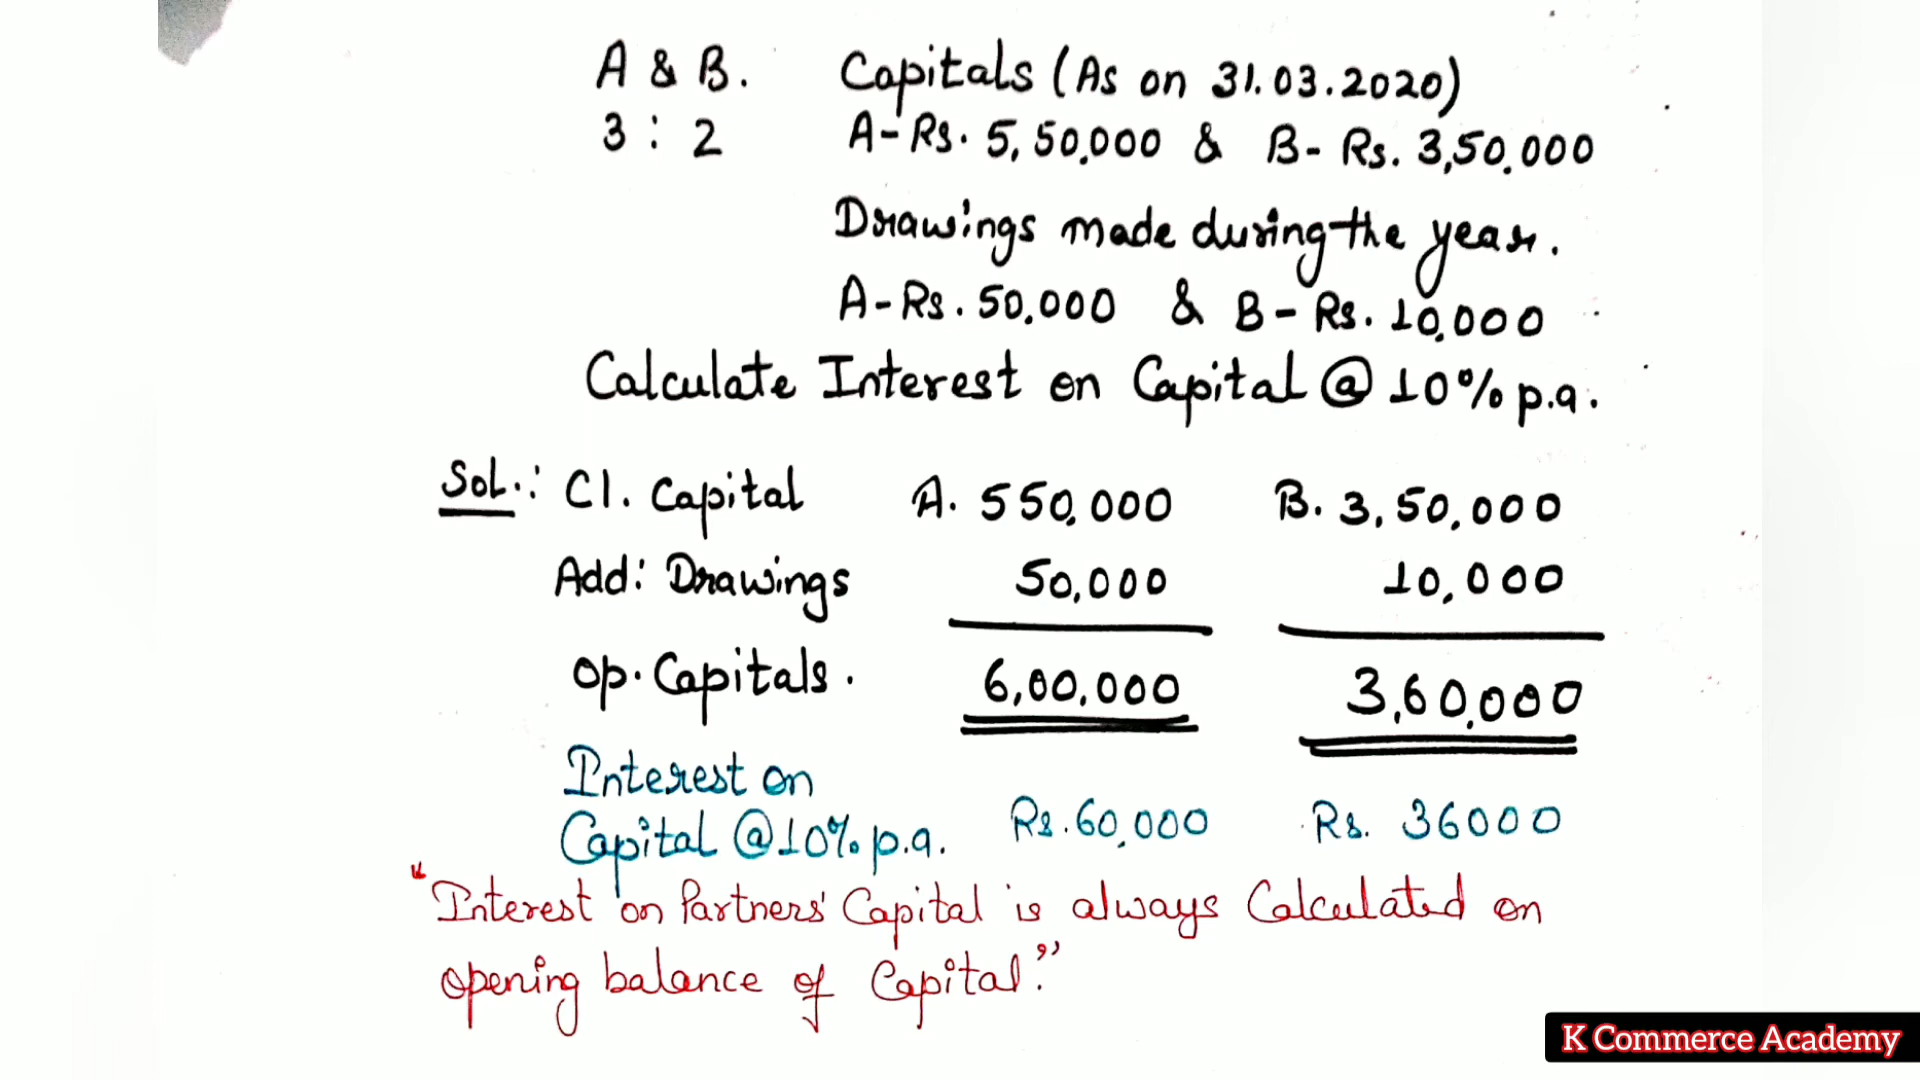 A & B. Capitals (As on 31.03.2020)
3 : 2 A-Rs. 5,50,000 & B- Rs. 3,50,000
Drawings made during the year.
A-Rs. 50,000 & B- Rs. 10,000
Calculate Interest on Capital @ 10% p.a.
Sol.: Cl. Capital A. 550,000 B. 3,50,000
Add: Drawings 50,000 10,000
Op. Capitals. 6,00,000 3,60,000
Interest on
Capital @10% p.a. Rs. 60,000 Rs. 36000
"Interest on Partners' Capital is always Calculated on
opening balance of Capital."
K Commerce Academy